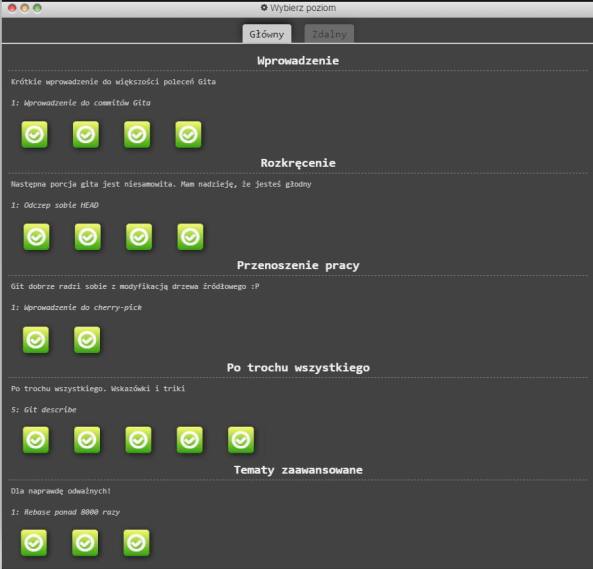 Wybierz poziom
Główny Zdalny
Wprowadzenie
Krótkie wprowadzenie do większości poleceń Gita
1: Wprowadzenie do commitów Gita
Rozkręcenie
Następna porcja gita jest niesamowita. Mam nadzieję, że jesteś głodny
1: Odczep sobie HEAD
Przenoszenie pracy
Git dobrze radzi sobie z modyfikacją drzewa źródłowego :P
1: Wprowadzenie do cherry-pick
Po trochu wszystkiego
Po trochu wszystkiego. Wskazówki i triki
5: Git describe
Tematy zaawansowane
Dla naprawdę odważnych!
1: Rebase ponad 8000 razy